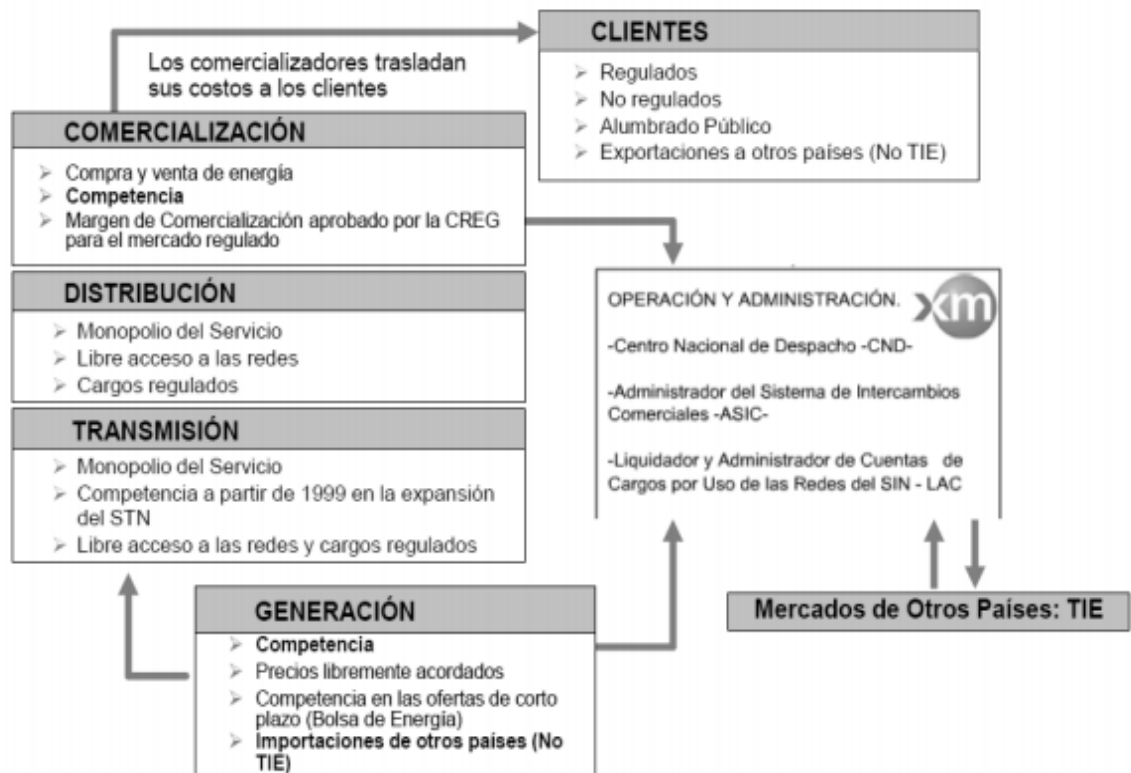 CLIENTES
➢ Regulados
➢ No regulados
➢ Alumbrado Público
➢ Exportaciones a otros países (No TIE)
Los comercializadores trasladan
sus costos a los clientes
COMERCIALIZACIÓN
➢ Compra y venta de energía
➢ Competencia
➢ Margen de Comercialización aprobado por la CREG
para el mercado regulado
DISTRIBUCIÓN
➢ Monopolio del Servicio
➢ Libre acceso a las redes
➢ Cargos regulados
TRANSMISIÓN
➢ Monopolio del Servicio
➢ Competencia a partir de 1999 en la expansión
del STN
➢ Libre acceso a las redes y cargos regulados
OPERACIÓN Y ADMINISTRACIÓN.
xm
-Centro Nacional de Despacho -CND-
-Administrador del Sistema de Intercambios
Comerciales -ASIC-
-Liquidador y Administrador de Cuentas de
Cargos por Uso de las Redes del SIN - LAC
GENERACIÓN
➢ Competencia
➢ Precios libremente acordados
➢ Competencia en las ofertas de corto
plazo (Bolsa de Energía)
➢ Importaciones de otros países (No
TIE)
Mercados de Otros Países: TIE